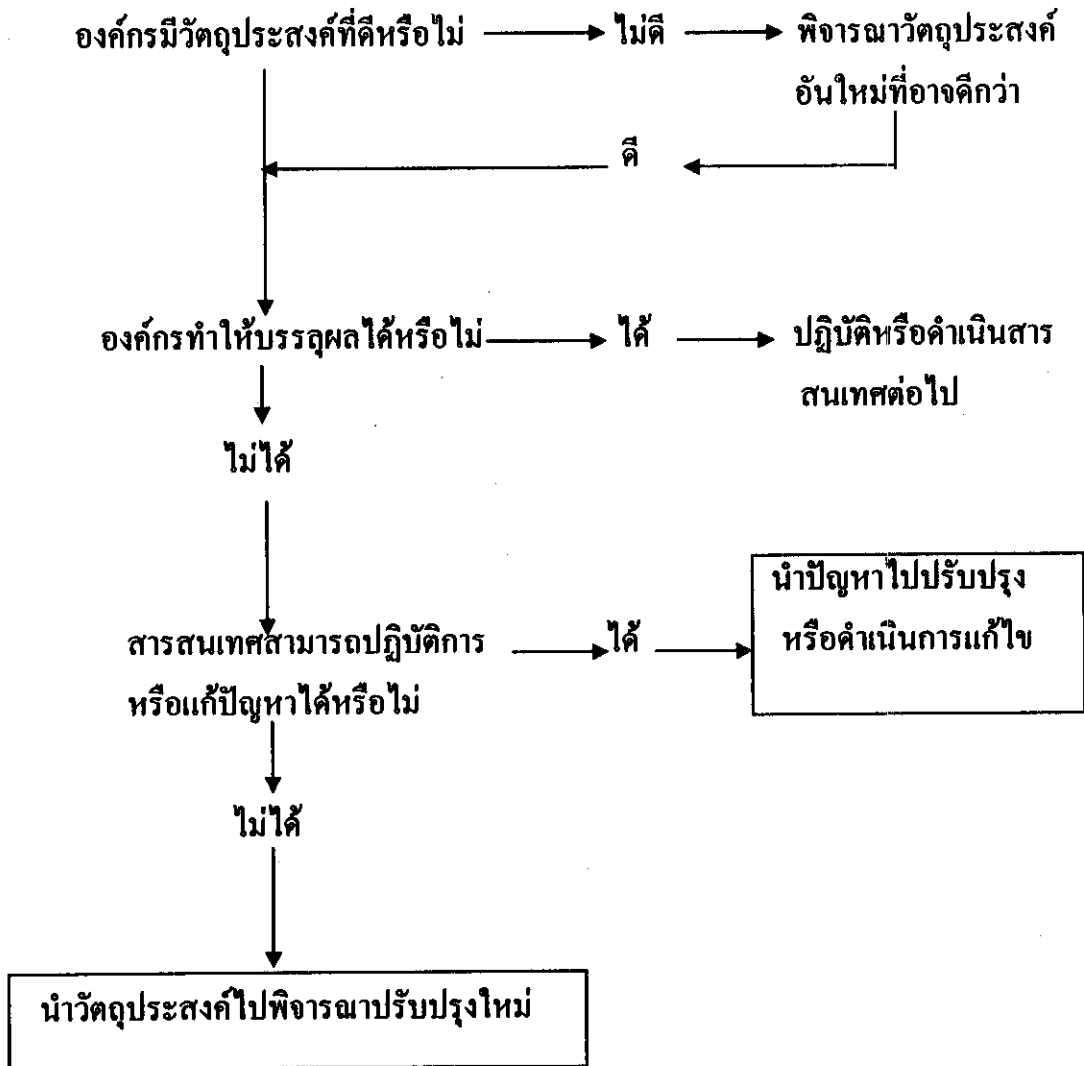 องค์กรมีวัตถุประสงค์ที่ดีหรือไม่ ไม่ดี พิจารณาวัตถุประสงค์
อันใหม่ที่อาจดีกว่า
ดี
องค์กรทำให้บรรลุผลได้หรือไม่ ได้ ปฏิบัติหรือดำเนินสาร
สนเทศต่อไป
ไม่ได้
นำปัญหาไปปรับปรุง
หรือดำเนินการแก้ไข
สารสนเทศสามารถปฏิบัติการ ได้
หรือแก้ปัญหาได้หรือไม่
ไม่ได้
นำวัตถุประสงค์ไปพิจารณาปรับปรุงใหม่